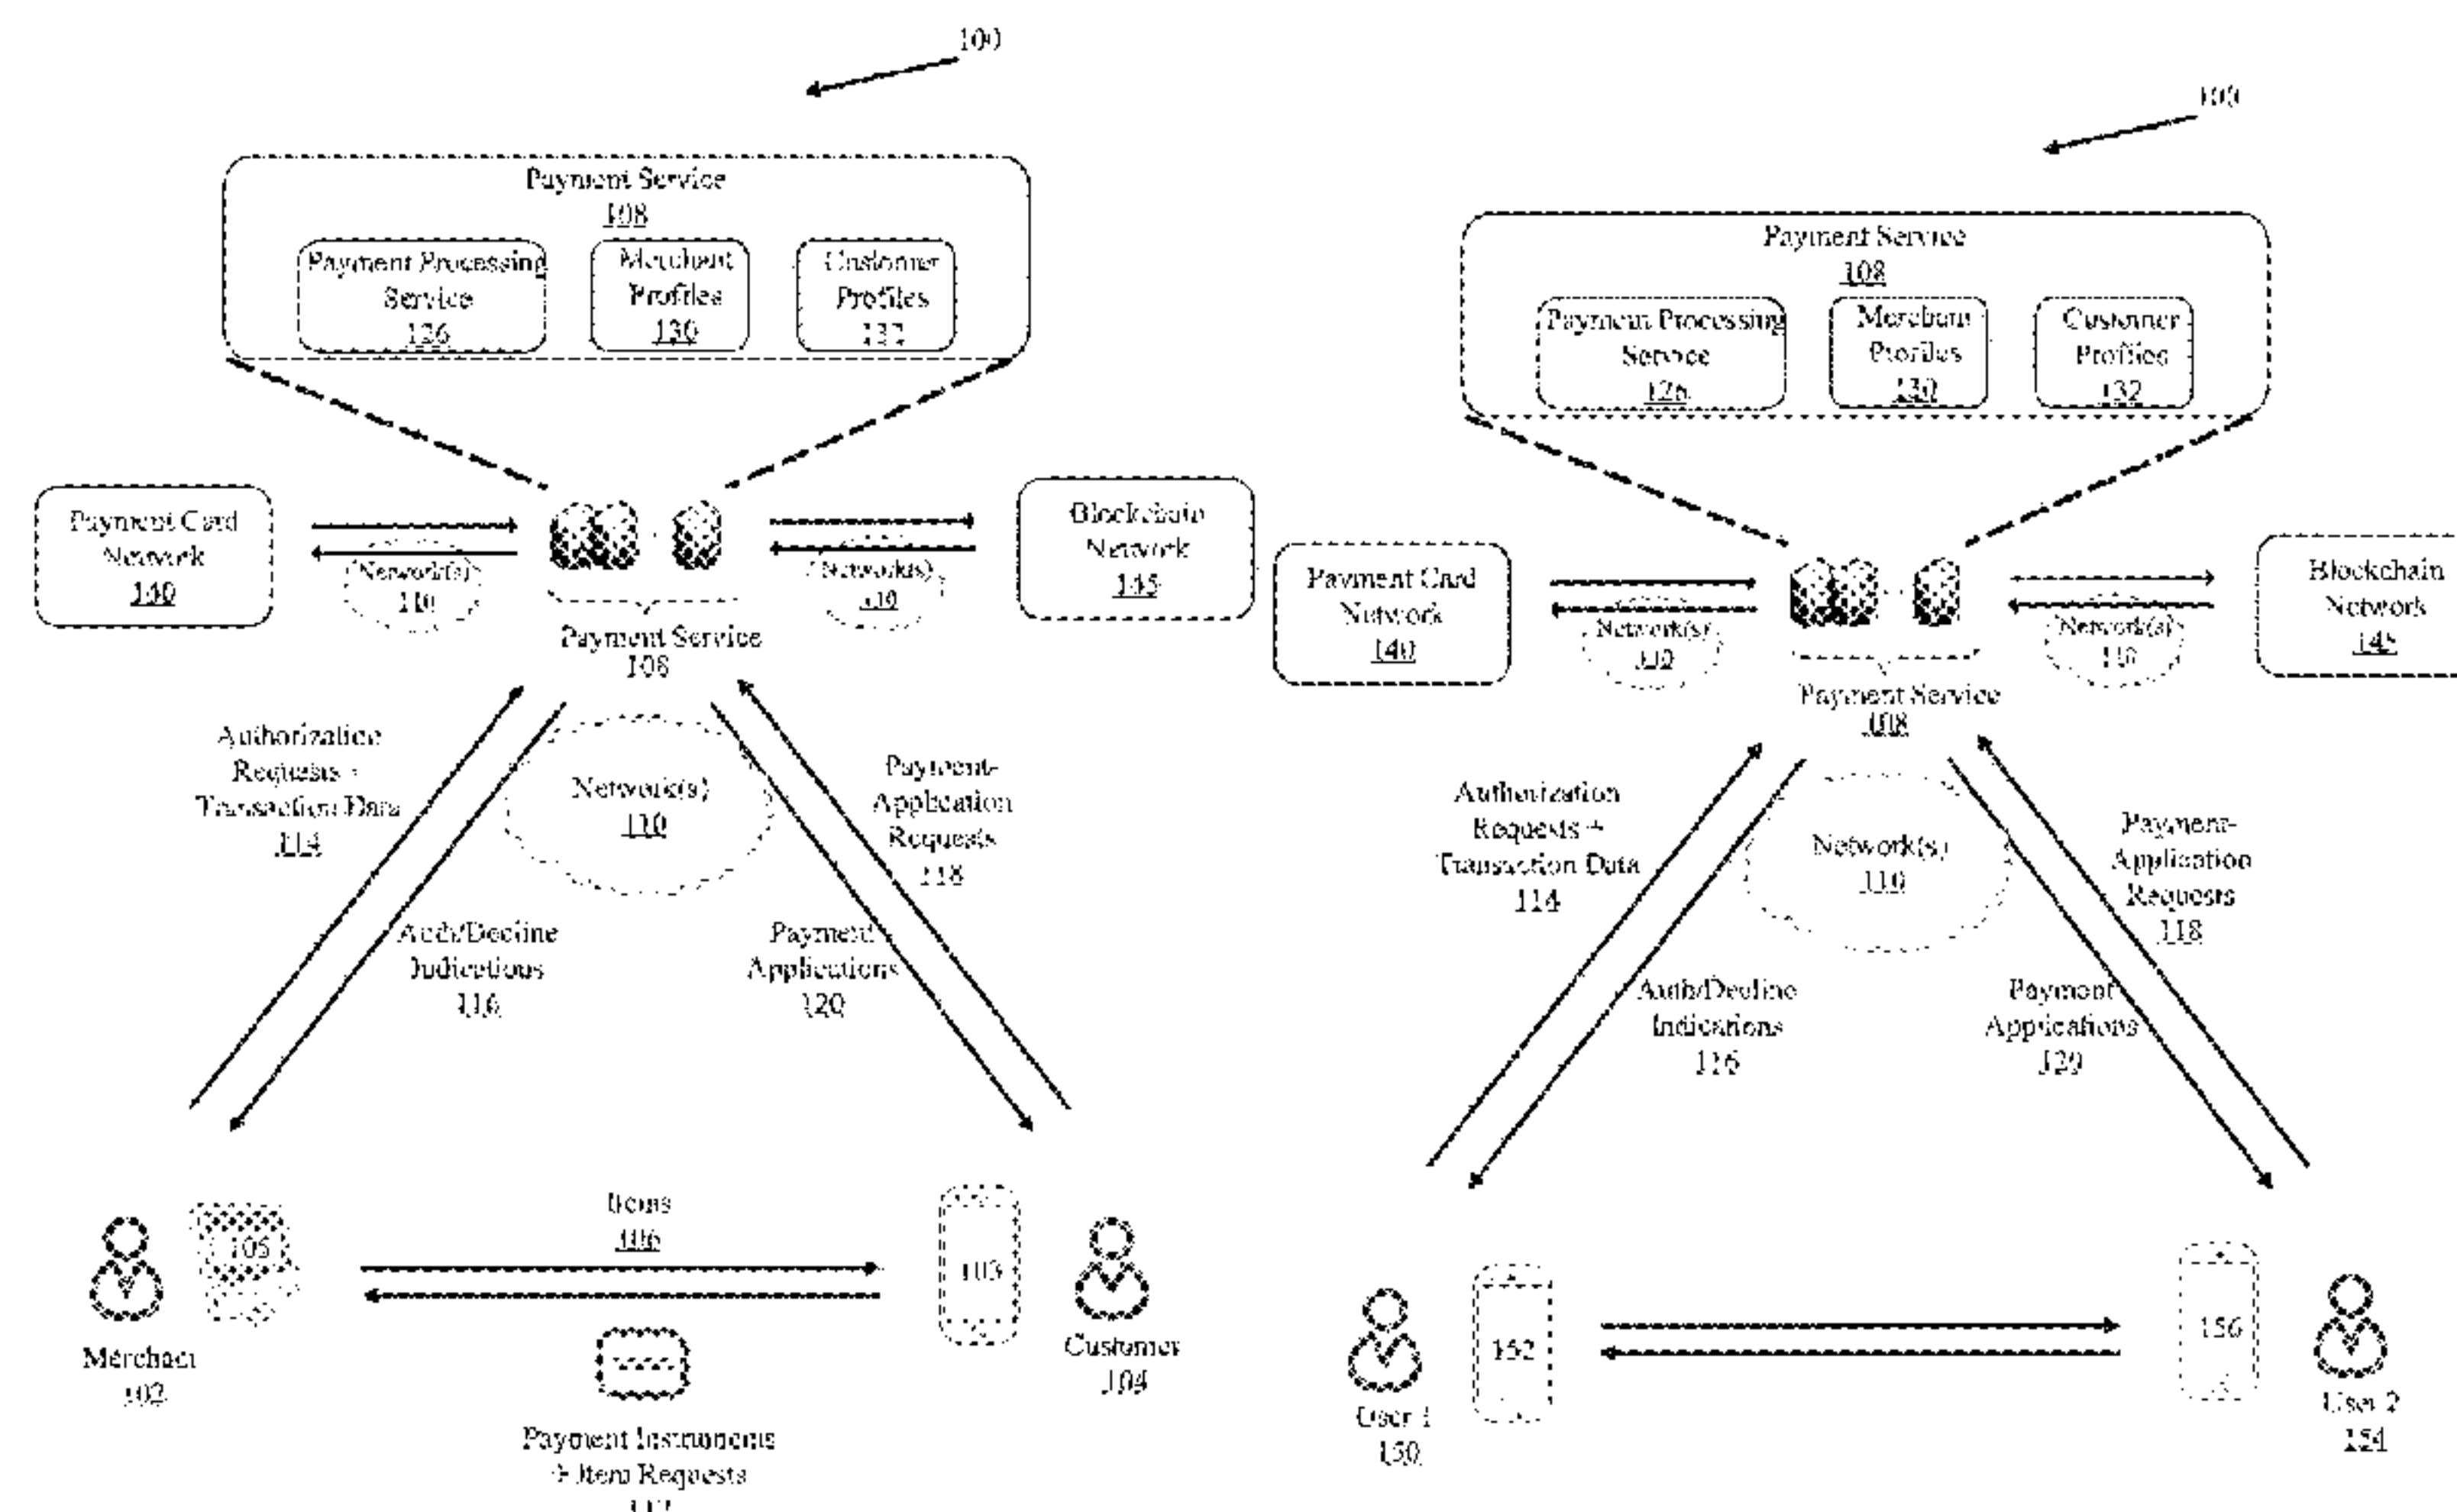 100
Payment Service
108
Payment Processing
Service
126
Merchant
Profiles
130
Customer
Profiles
132
Payment Card
Network
140
Network(s)
110
Network(s)
110
Blockchain
Network
145
Payment Service
108
Authorization
Requests +
Transaction Data
114
Network(s)
110
Payment-
Application
Requests
118
Auth/Decline
Indications
116
Payment
Applications
120
105
Items
106
103
Merchant
102
Customer
104
Payment Instruments
+ Item Requests
112
100
Payment Service
108
Payment Processing
Service
126
Merchant
Profiles
130
Customer
Profiles
132
Payment Card
Network
140
Network(s)
110
Network(s)
110
Blockchain
Network
145
Payment Service
108
Authorization
Requests +
Transaction Data
114
Network(s)
110
Payment-
Application
Requests
118
Auth/Decline
Indications
116
Payment
Applications
120
152
156
User 1
150
User 2
154